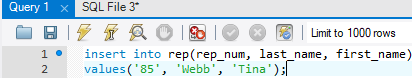 Query 1
SQL File 3*
Limit to 1000 rows
1 insert into rep(rep_num, last_name, first_name)
2 values('85', 'Webb', 'Tina');